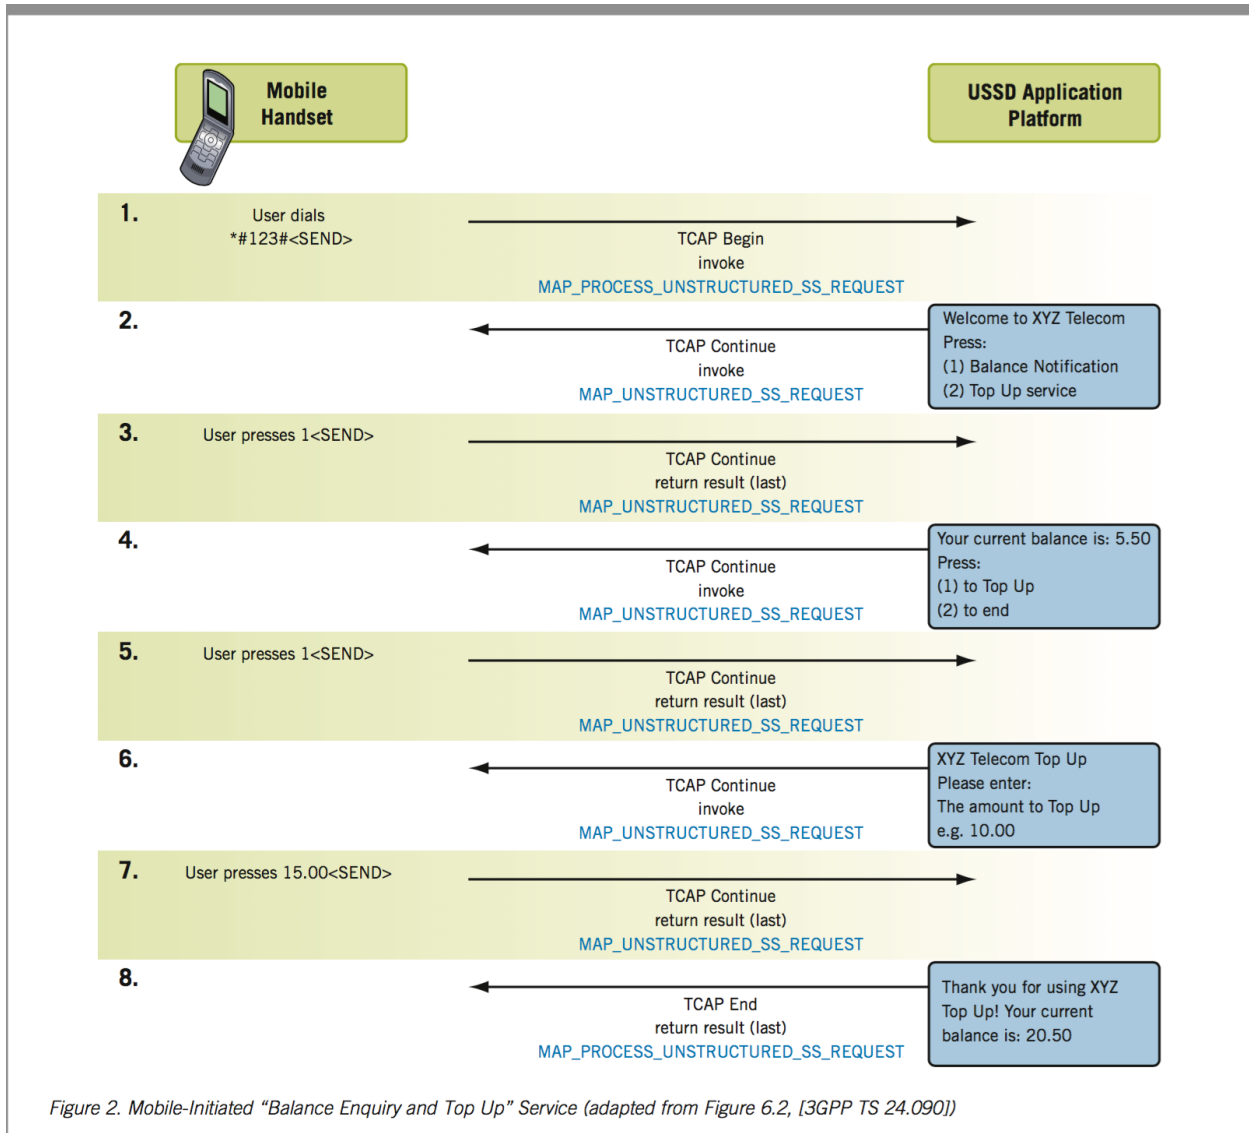 Mobile
Handset
USSD Application
Platform
1.
User dials
*#123#<SEND>
TCAP Begin
invoke
MAP_PROCESS_UNSTRUCTURED_SS_REQUEST
2.
TCAP Continue
invoke
MAP_UNSTRUCTURED_SS_REQUEST
Welcome to XYZ Telecom
Press:
(1) Balance Notification
(2) Top Up service
3.
User presses 1<SEND>
TCAP Continue
return result (last)
MAP_UNSTRUCTURED_SS_REQUEST
4.
TCAP Continue
invoke
MAP_UNSTRUCTURED_SS_REQUEST
Your current balance is: 5.50
Press:
(1) to Top Up
(2) to end
5.
User presses 1<SEND>
TCAP Continue
return result (last)
MAP_UNSTRUCTURED_SS_REQUEST
6.
TCAP Continue
invoke
MAP_UNSTRUCTURED_SS_REQUEST
XYZ Telecom Top Up
Please enter:
The amount to Top Up
e.g. 10.00
7.
User presses 15.00<SEND>
TCAP Continue
return result (last)
MAP_UNSTRUCTURED_SS_REQUEST
8.
TCAP End
return result (last)
MAP_PROCESS_UNSTRUCTURED_SS_REQUEST
Thank you for using XYZ
Top Up! Your current
balance is: 20.50
Figure 2. Mobile-Initiated “Balance Enquiry and Top Up” Service (adapted from Figure 6.2, [3GPP TS 24.090])